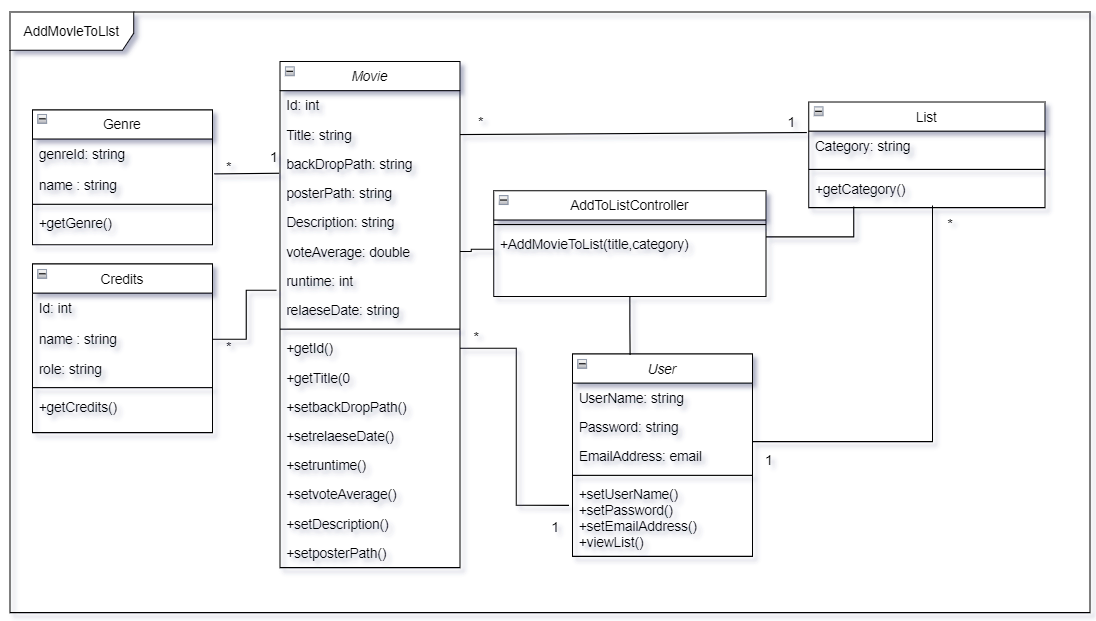 AddMovieToList
Genre
genreId: string
name : string
+getGenre()
*
1
Credits
Id: int
name : string
role: string
+getCredits()
*
Movie
Id: int
Title: string
backDropPath: string
posterPath: string
Description: string
voteAverage: double
runtime: int
relaeseDate: string
+getId()
+getTitle(0
+setbackDropPath()
+setrelaeseDate()
+setruntime()
+setvoteAverage()
+setDescription()
+setposterPath()
*
1
*
1
AddToListController
+AddMovieToList(title,category)
List
Category: string
+getCategory()
*
1
User
UserName: string
Password: string
EmailAddress: email
+setUserName()
+setPassword()
+setEmailAddress()
+viewList()